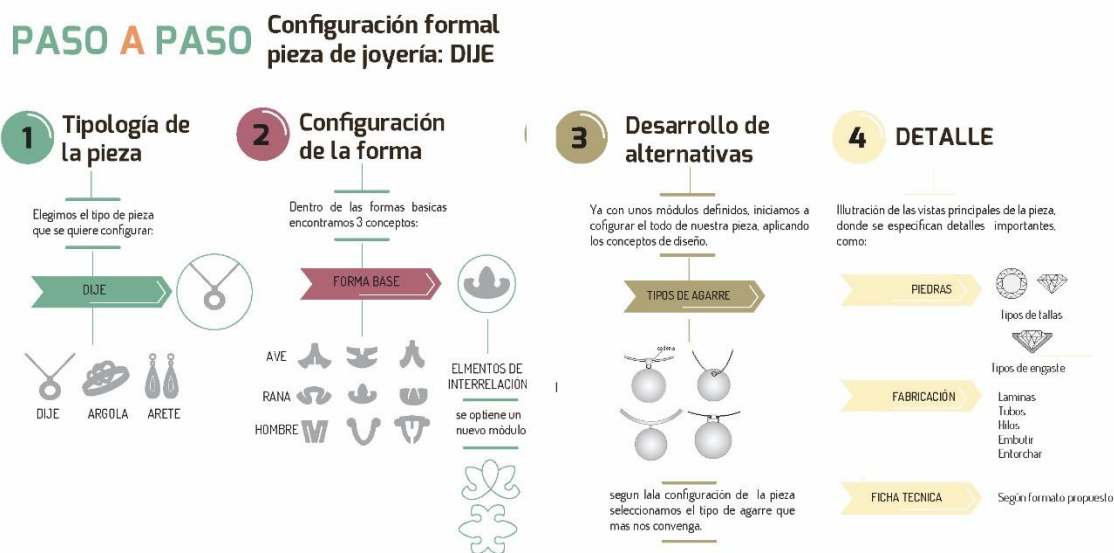 PASO A PASO
Configuración formal
pieza de joyería: DIJE
1
Tipología de
la pieza
Elegimos el tipo de pieza
que se quiere configurar:
DIJE
DIJE
ARGOLA
ARETE
2
Configuración
de la forma
Dentro de las formas basicas
encontramos 3 conceptos:
FORMA BASE
AVE
RANA
HOMBRE
ELMENTOS DE
INTERRELACIÓN
se optiene un
nuevo módulo
3
Desarrollo de
alternativas
Ya con unos módulos definidos, iniciamos a
cofigurar el todo de nuestra pieza, aplicando
los conceptos de diseño.
TIPOS DE AGARRE
cadena
segun lala configuración de la pieza
seleccionamos el tipo de agarre que
mas nos convenga.
4
DETALLE
Illutración de las vistas principales de la pieza,
donde se especifican detalles importantes,
como:
PIEDRAS
Tipos de tallas
Tipos de engaste
FABRICACIÓN
Laminas
Tubos
Hilos
Embutir
Entorchar
FICHA TECNICA
Según formato propuesto